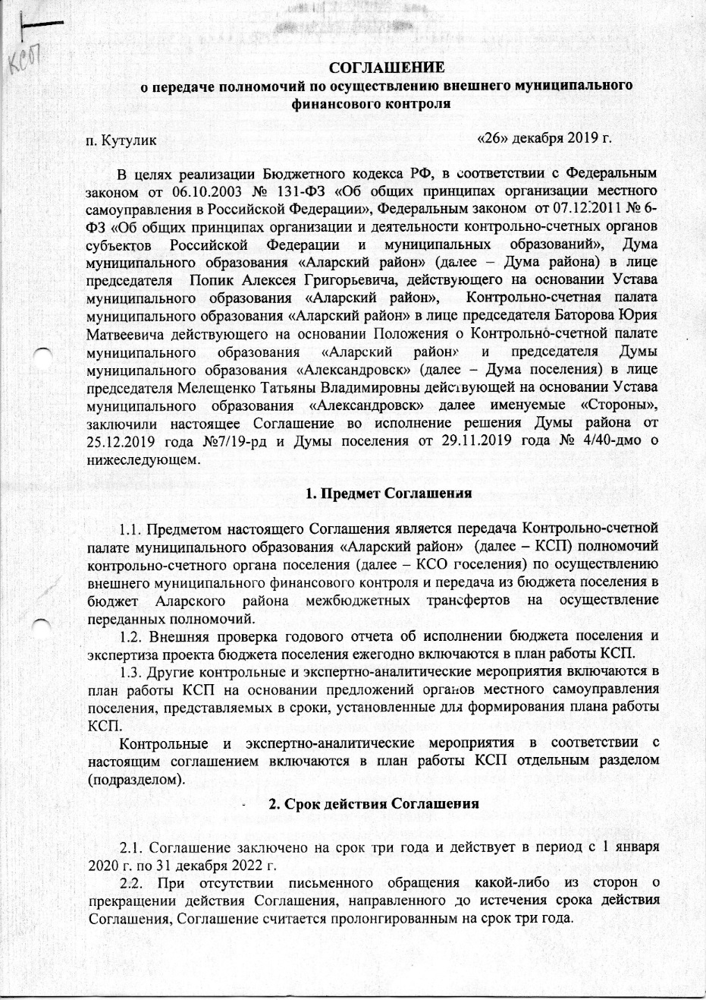 КСП
СОГЛАШЕНИЕ
о передаче полномочий по осуществлению внешнего муниципального
финансового контроля
п. Кутулик «26» декабря 2019 г.
В целях реализации Бюджетного кодекса РФ, в соответствии с Федеральным
законом от 06.10.2003 № 131-ФЗ «Об общих принципах организации местного
самоуправления в Российской Федерации», Федеральным законом от 07.12.2011 № 6-
ФЗ «Об общих принципах организации и деятельности контрольно-счетных органов
субъектов Российской Федерации и муниципальных образований», Дума
муниципального образования «Аларский район» (далее – Дума района) в лице
председателя Попик Алексея Григорьевича, действующего на основании Устава
муниципального образования «Аларский район», Контрольно-счетная палата
муниципального образования «Аларский район» в лице председателя Баторова Юрия
Матвеевича действующего на основании Положения о Контрольно-счетной палате
муниципального образования «Аларский район» и председателя Думы
муниципального образования «Александровск» (далее – Дума поселения) в лице
председателя Мелещенко Татьяны Владимировны действующей на основании Устава
муниципального образования «Александровск» далее именуемые «Стороны»,
заключили настоящее Соглашение во исполнение решения Думы района от
25.12.2019 года №7/19-рд и Думы поселения от 29.11.2019 года № 4/40-дмо о
нижеследующем.
1. Предмет Соглашения
1.1. Предметом настоящего Соглашения является передача Контрольно-счетной
палате муниципального образования «Аларский район» (далее – КСП) полномочий
контрольно-счетного органа поселения (далее – КСО поселения) по осуществлению
внешнего муниципального финансового контроля и передача из бюджета поселения в
бюджет Аларского района межбюджетных трансфертов на осуществление
переданных полномочий.
1.2. Внешняя проверка годового отчета об исполнении бюджета поселения и
экспертиза проекта бюджета поселения ежегодно включаются в план работы КСП.
1.3. Другие контрольные и экспертно-аналитические мероприятия включаются в
план работы КСП на основании предложений органов местного самоуправления
поселения, представляемых в сроки, установленные для формирования плана работы
КСП.
Контрольные и экспертно-аналитические мероприятия в соответствии с
настоящим соглашением включаются в план работы КСП отдельным разделом
(подразделом).
2. Срок действия Соглашения
2.1. Соглашение заключено на срок три года и действует в период с 1 января
2020 г. по 31 декабря 2022 г.
2.2. При отсутствии письменного обращения какой-либо из сторон о
прекращении действия Соглашения, направленного до истечения срока действия
Соглашения, Соглашение считается пролонгированным на срок три года.